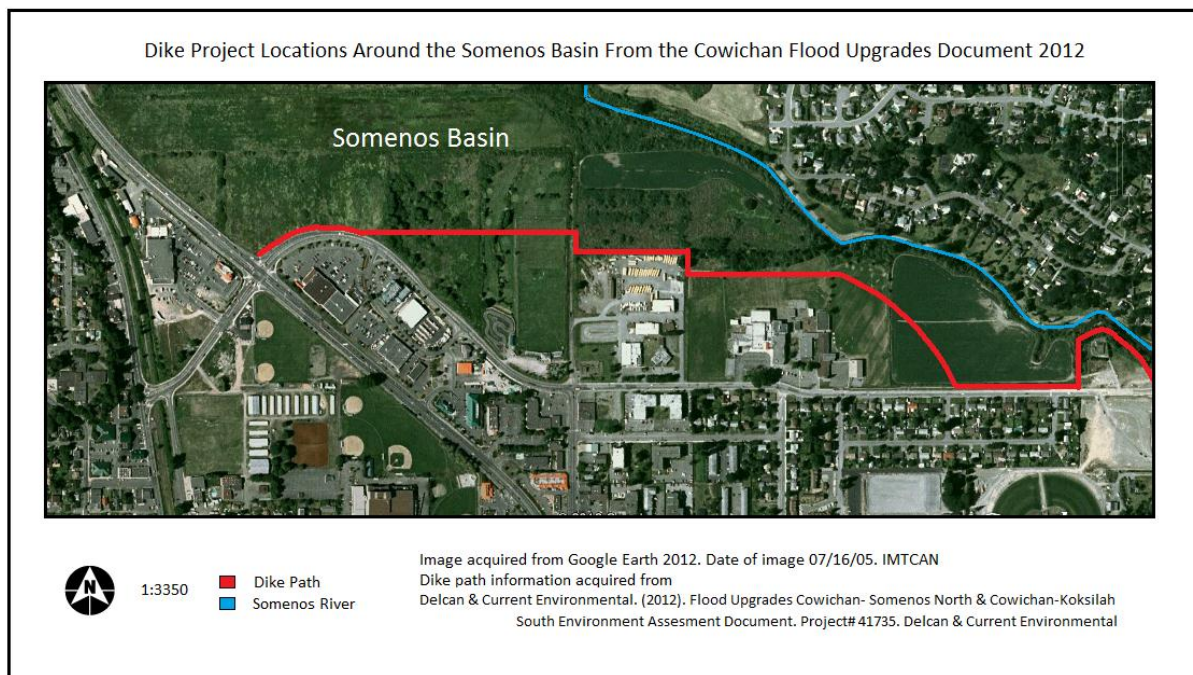 Dike Project Locations Around the Somenos Basin From the Cowichan Flood Upgrades Document 2012
Somenos Basin
N
1:3350
Dike Path
Somenos River
Image acquired from Google Earth 2012. Date of image 07/16/05. IMTCAN
Dike path information acquired from
Delcan & Current Environmental. (2012). Flood Upgrades Cowichan- Somenos North & Cowichan-Koksilah
South Environment Assesment Document. Project# 41735. Delcan & Current Environmental